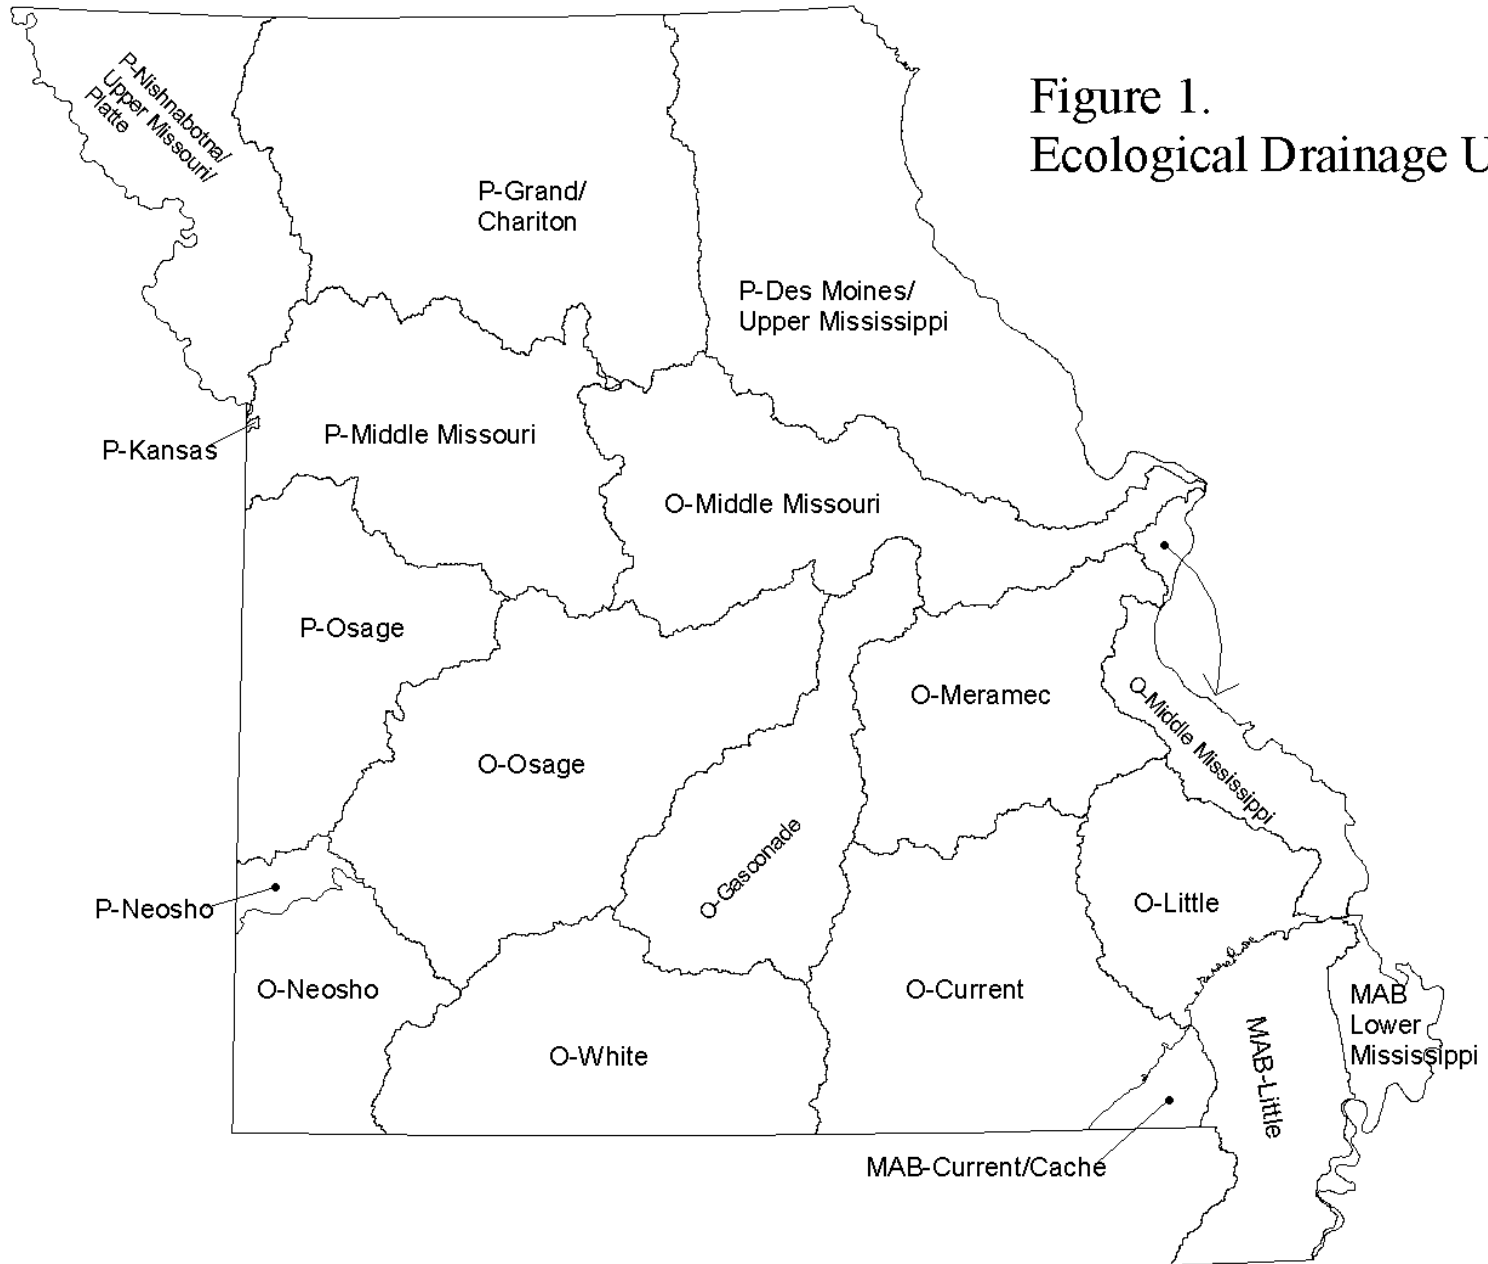 Figure 1.
Ecological Drainage U
P-Nishnabotna/
Upper Missouri/
Platte
P-Grand/
Chariton
P-Des Moines/
Upper Mississippi
P-Kansas
P-Middle Missouri
O-Middle Missouri
P-Osage
O-Meramec
O-Middle Mississippi
O-Osage
O-Gasconade
P-Neosho
O-Little
O-Neosho
O-Current
MAB
Lower
Mississippi
O-White
MAB-Little
MAB-Current/Cache